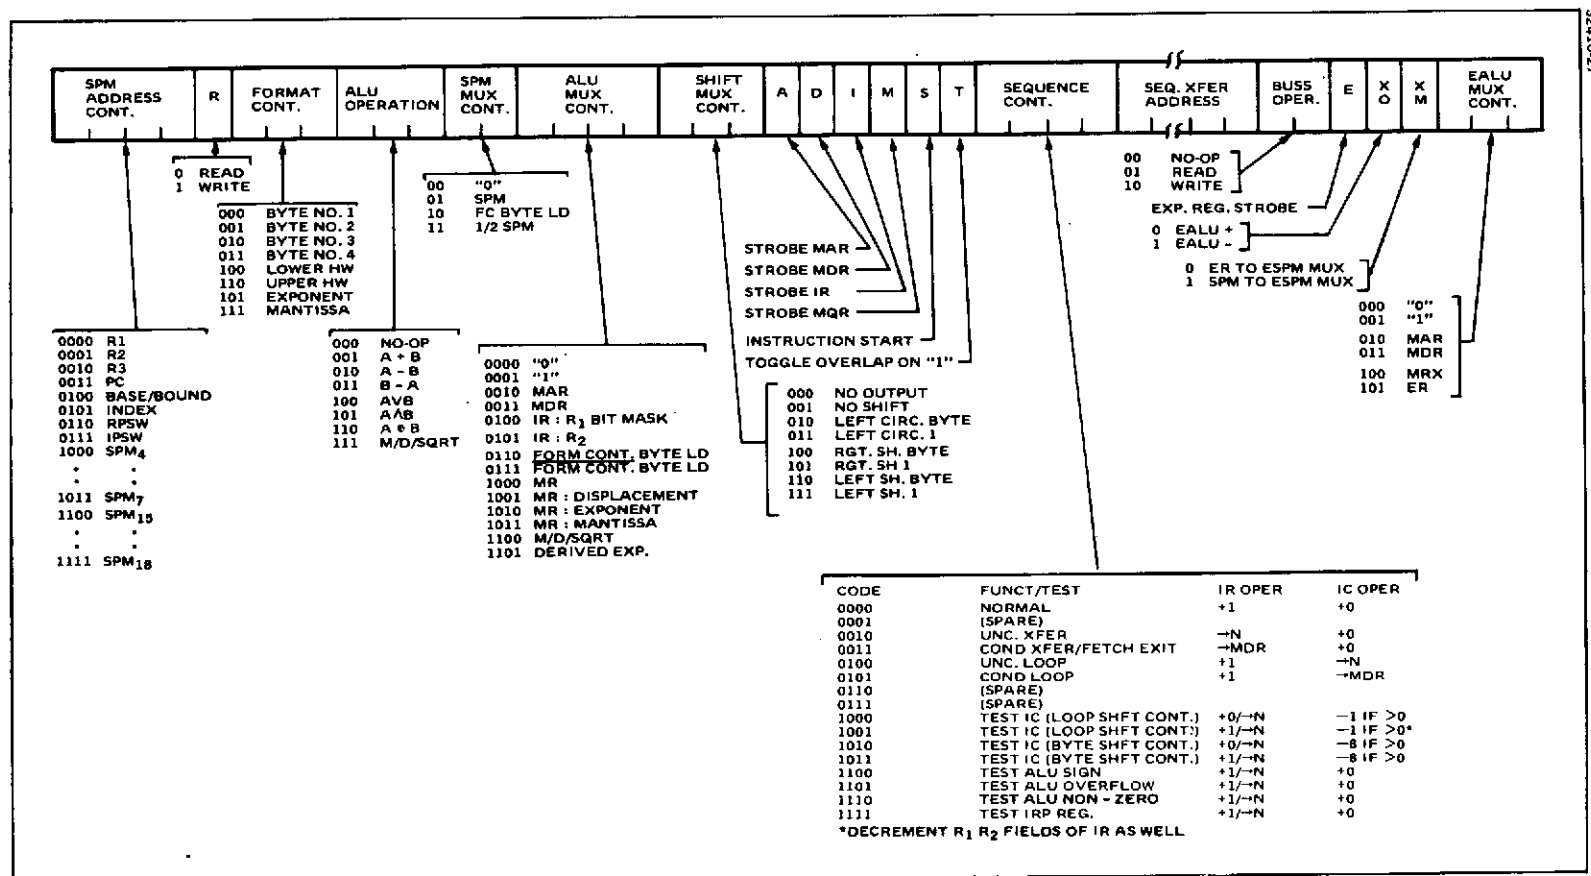 SPM ADDRESS CONT.
R
FORMAT CONT.
ALU OPERATION
SPM MUX CONT.
ALU MUX CONT.
SHIFT MUX CONT.
A
D
I
M
S
T
SEQUENCE CONT.
SEQ. XFER ADDRESS
BUSS OPER.
E
XO
XM
EALU MUX CONT.
0 READ
1 WRITE
000 BYTE NO. 1
001 BYTE NO. 2
010 BYTE NO. 3
011 BYTE NO. 4
100 LOWER HW
110 UPPER HW
101 EXPONENT
111 MANTISSA
00 "0"
01 SPM
10 FC BYTE LD
11 1/2 SPM
STROBE MAR
STROBE MDR
STROBE IR
STROBE MQR
INSTRUCTION START
TOGGLE OVERLAP ON "1"
00 NO-OP
01 READ
10 WRITE
EXP. REG. STROBE
0 EALU +
1 EALU -
0 ER TO ESPM MUX
1 SPM TO ESPM MUX
000 "0"
001 "1"
010 MAR
011 MDR
100 MRX
101 ER
0000 R1
0001 R2
0010 R3
0011 PC
0100 BASE/BOUND
0101 INDEX
0110 RPSW
0111 IPSW
1000 SPM4
. .
. .
1011 SPM7
1100 SPM15
. .
. .
1111 SPM18
000 NO-OP
001 A + B
010 A - B
011 B - A
100 AVB
101 AΛB
110 A ⊕ B
111 M/D/SQRT
0000 "0"
0001 "1"
0010 MAR
0011 MDR
0100 IR : R1 BIT MASK
0101 IR : R2
0110 FORM CONT. BYTE LD
0111 FORM CONT. BYTE LD
1000 MR
1001 MR : DISPLACEMENT
1010 MR : EXPONENT
1011 MR : MANTISSA
1100 M/D/SQRT
1101 DERIVED EXP.
000 NO OUTPUT
001 NO SHIFT
010 LEFT CIRC. BYTE
011 LEFT CIRC. 1
100 RGT. SH. BYTE
101 RGT. SH 1
110 LEFT SH. BYTE
111 LEFT SH. 1
CODE FUNCT/TEST IR OPER IC OPER
0000 NORMAL +1 +0
0001 (SPARE)
0010 UNC. XFER →N +0
0011 COND XFER/FETCH EXIT →MDR +0
0100 UNC. LOOP +1 →N
0101 COND LOOP +1 →MDR
0110 (SPARE)
0111 (SPARE)
1000 TEST IC (LOOP SHFT CONT.) +0/→N -1 IF >0
1001 TEST IC (LOOP SHFT CONT.) +1/→N -1 IF >0*
1010 TEST IC (BYTE SHFT CONT.) +0/→N -8 IF >0
1011 TEST IC (BYTE SHFT CONT.) +1/→N -8 IF >0
1100 TEST ALU SIGN +1/→N +0
1101 TEST ALU OVERFLOW +1/→N +0
1110 TEST ALU NON - ZERO +1/→N +0
1111 TEST IRP REG. +1/→N +0
*DECREMENT R1 R2 FIELDS OF IR AS WELL